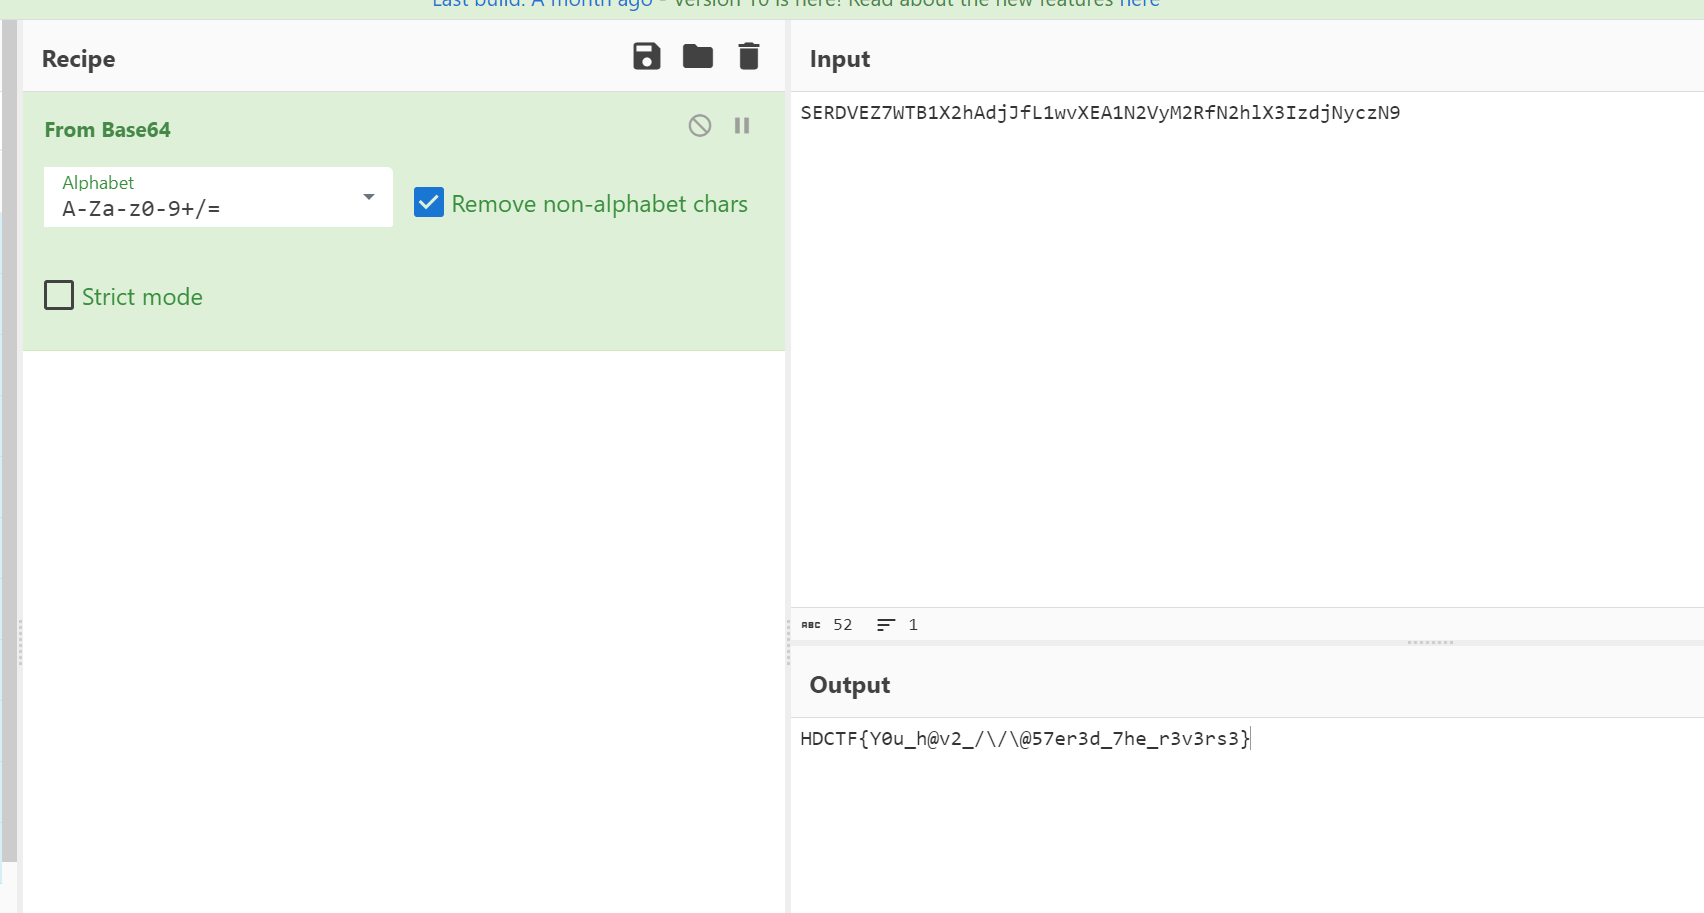 Last build: A month ago - Version 10 is here! Read about the new features here
Recipe
From Base64
Alphabet
A-Za-z0-9+/=
Remove non-alphabet chars
Strict mode
Input
SERDVEZ7WTB1X2hAdjJfL1wvXEA1N2VyM2RfN2hlX3IzdjNyczN9
ABC 52 1
Output
HDCTF{Y0u_h@v2_/\/\@57er3d_7he_r3v3rs3}